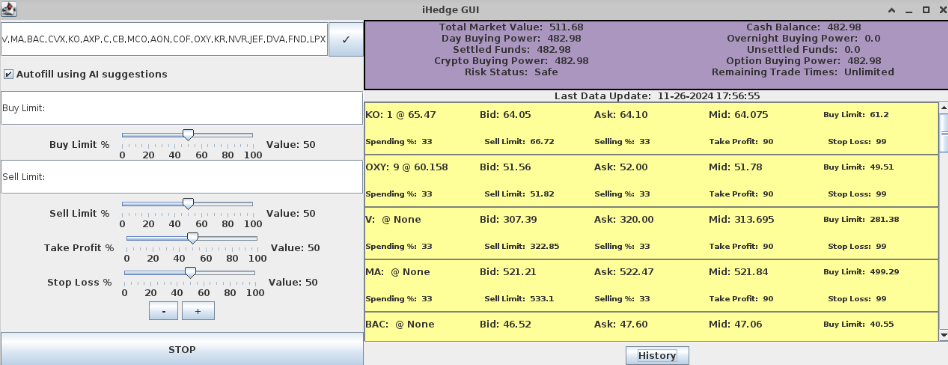 iHedge GUI
V,MA,BAC,CVX,KO,AXP,C,CB,MCO,AON,COF,OXY,KR,NVR,JEF,DVA,FND,LPX
✓
Autofill using AI suggestions
Buy Limit:
Buy Limit %
0 20 40 60 80 100
Value: 50
Sell Limit:
Sell Limit %
0 20 40 60 80 100
Value: 50
Take Profit %
0 20 40 60 80 100
Value: 50
Stop Loss %
0 20 40 60 80 100
Value: 50
- +
STOP
Total Market Value: 511.68 Cash Balance: 482.98
Day Buying Power: 482.98 Overnight Buying Power: 0.0
Settled Funds: 482.98 Unsettled Funds: 0.0
Crypto Buying Power: 482.98 Option Buying Power: 482.98
Risk Status: Safe Remaining Trade Times: Unlimited
Last Data Update: 11-26-2024 17:56:55
KO: 1 @ 65.47 Bid: 64.05 Ask: 64.10 Mid: 64.075 Buy Limit: 61.2
Spending %: 33 Sell Limit: 66.72 Selling %: 33 Take Profit: 90 Stop Loss: 99
OXY: 9 @ 60.158 Bid: 51.56 Ask: 52.00 Mid: 51.78 Buy Limit: 49.51
Spending %: 33 Sell Limit: 51.82 Selling %: 33 Take Profit: 90 Stop Loss: 99
V: @ None Bid: 307.39 Ask: 320.00 Mid: 313.695 Buy Limit: 281.38
Spending %: 33 Sell Limit: 322.85 Selling %: 33 Take Profit: 90 Stop Loss: 99
MA: @ None Bid: 521.21 Ask: 522.47 Mid: 521.84 Buy Limit: 499.29
Spending %: 33 Sell Limit: 533.1 Selling %: 33 Take Profit: 90 Stop Loss: 99
BAC: @ None Bid: 46.52 Ask: 47.60 Mid: 47.06 Buy Limit: 40.55
History